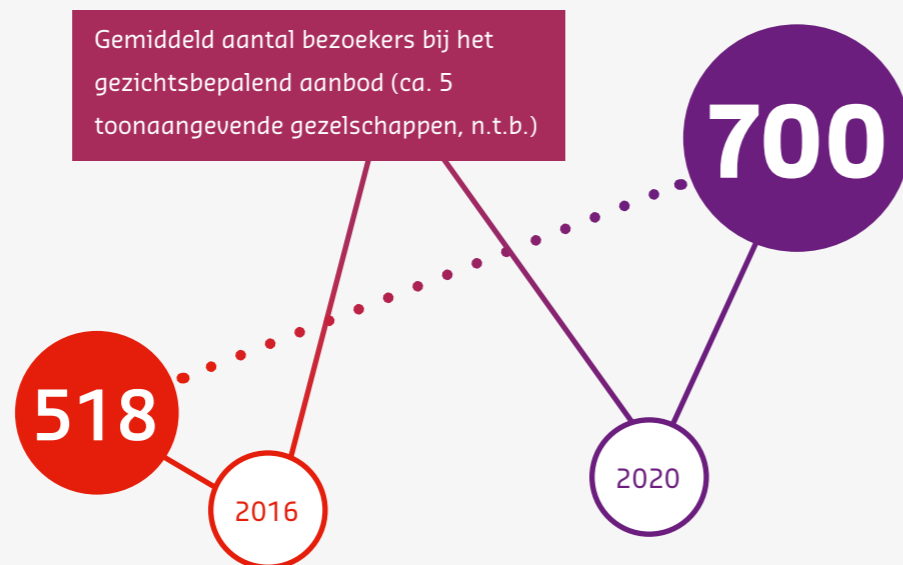 Gemiddeld aantal bezoekers bij het
gezichtsbepalend aanbod (ca. 5
toonaangevende gezelschappen, n.t.b.)
700
518
2016
2020